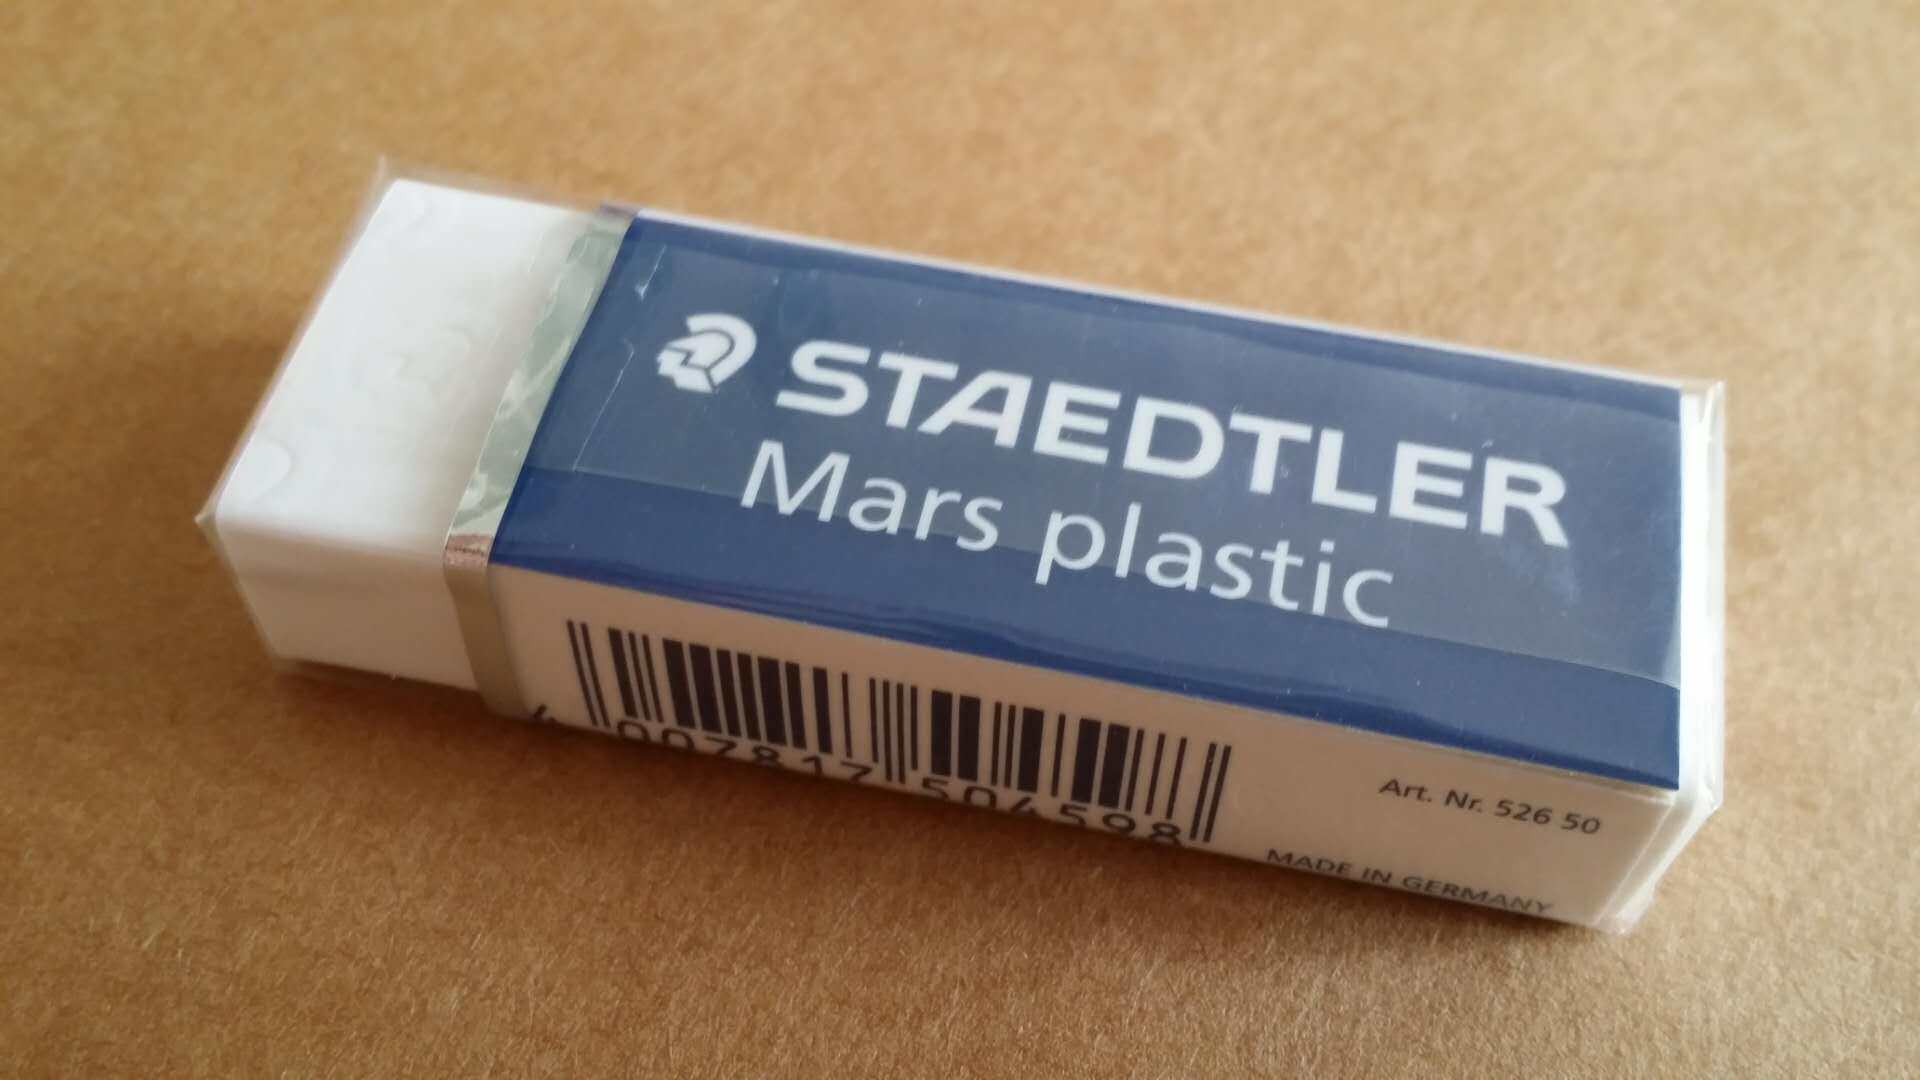 STAEDTLER
Mars plastic
4 007817 504598
Art. Nr. 526 50
MADE IN GERMANY